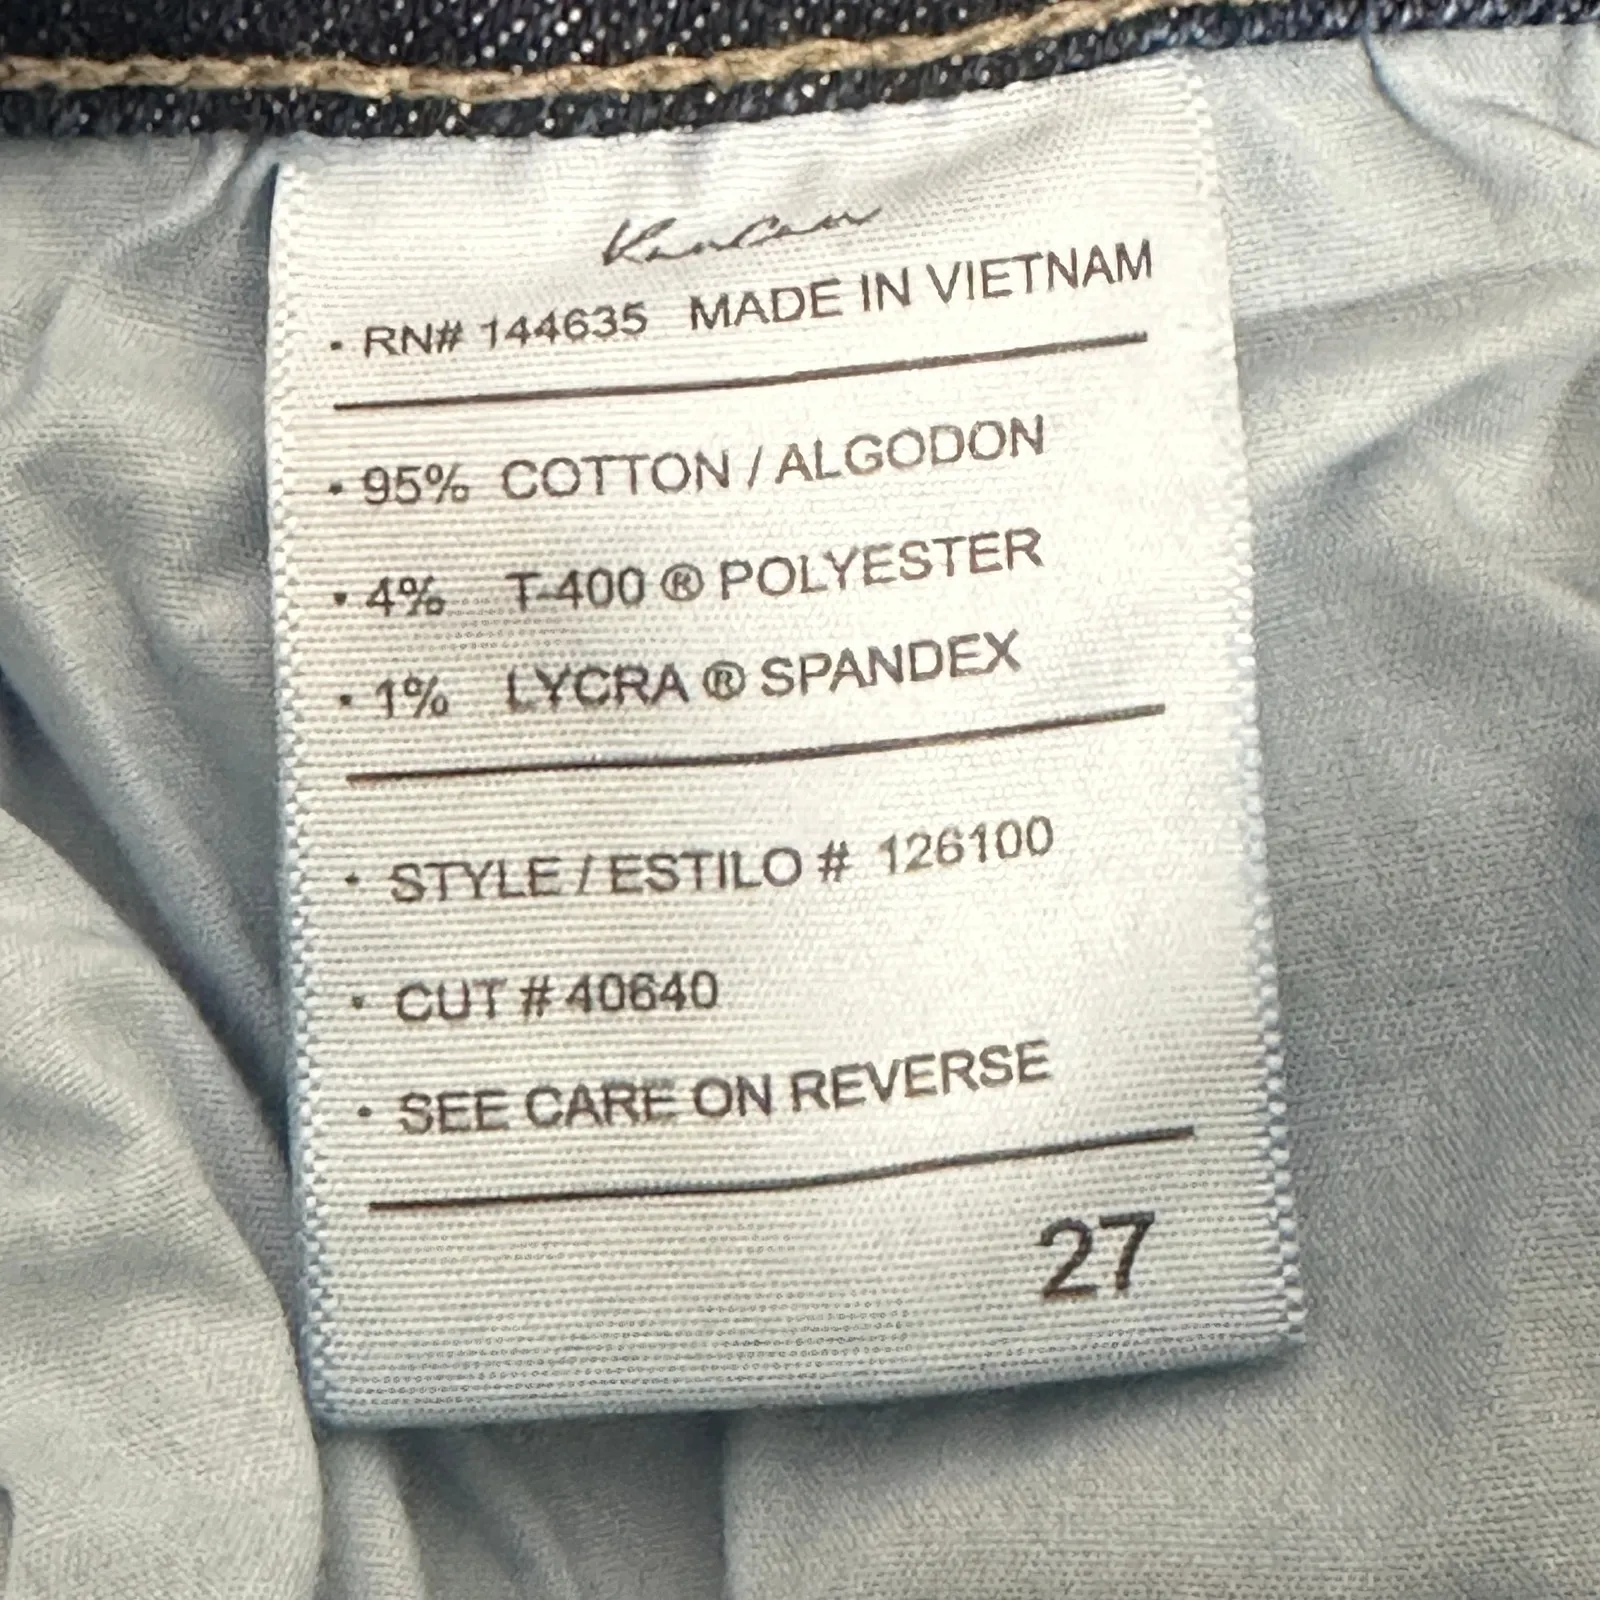 KanCan
RN# 144635 MADE IN VIETNAM
95% COTTON / ALGODON
4% T-400 ® POLYESTER
1% LYCRA ® SPANDEX
STYLE / ESTILO # 126100
CUT # 40640
SEE CARE ON REVERSE
27